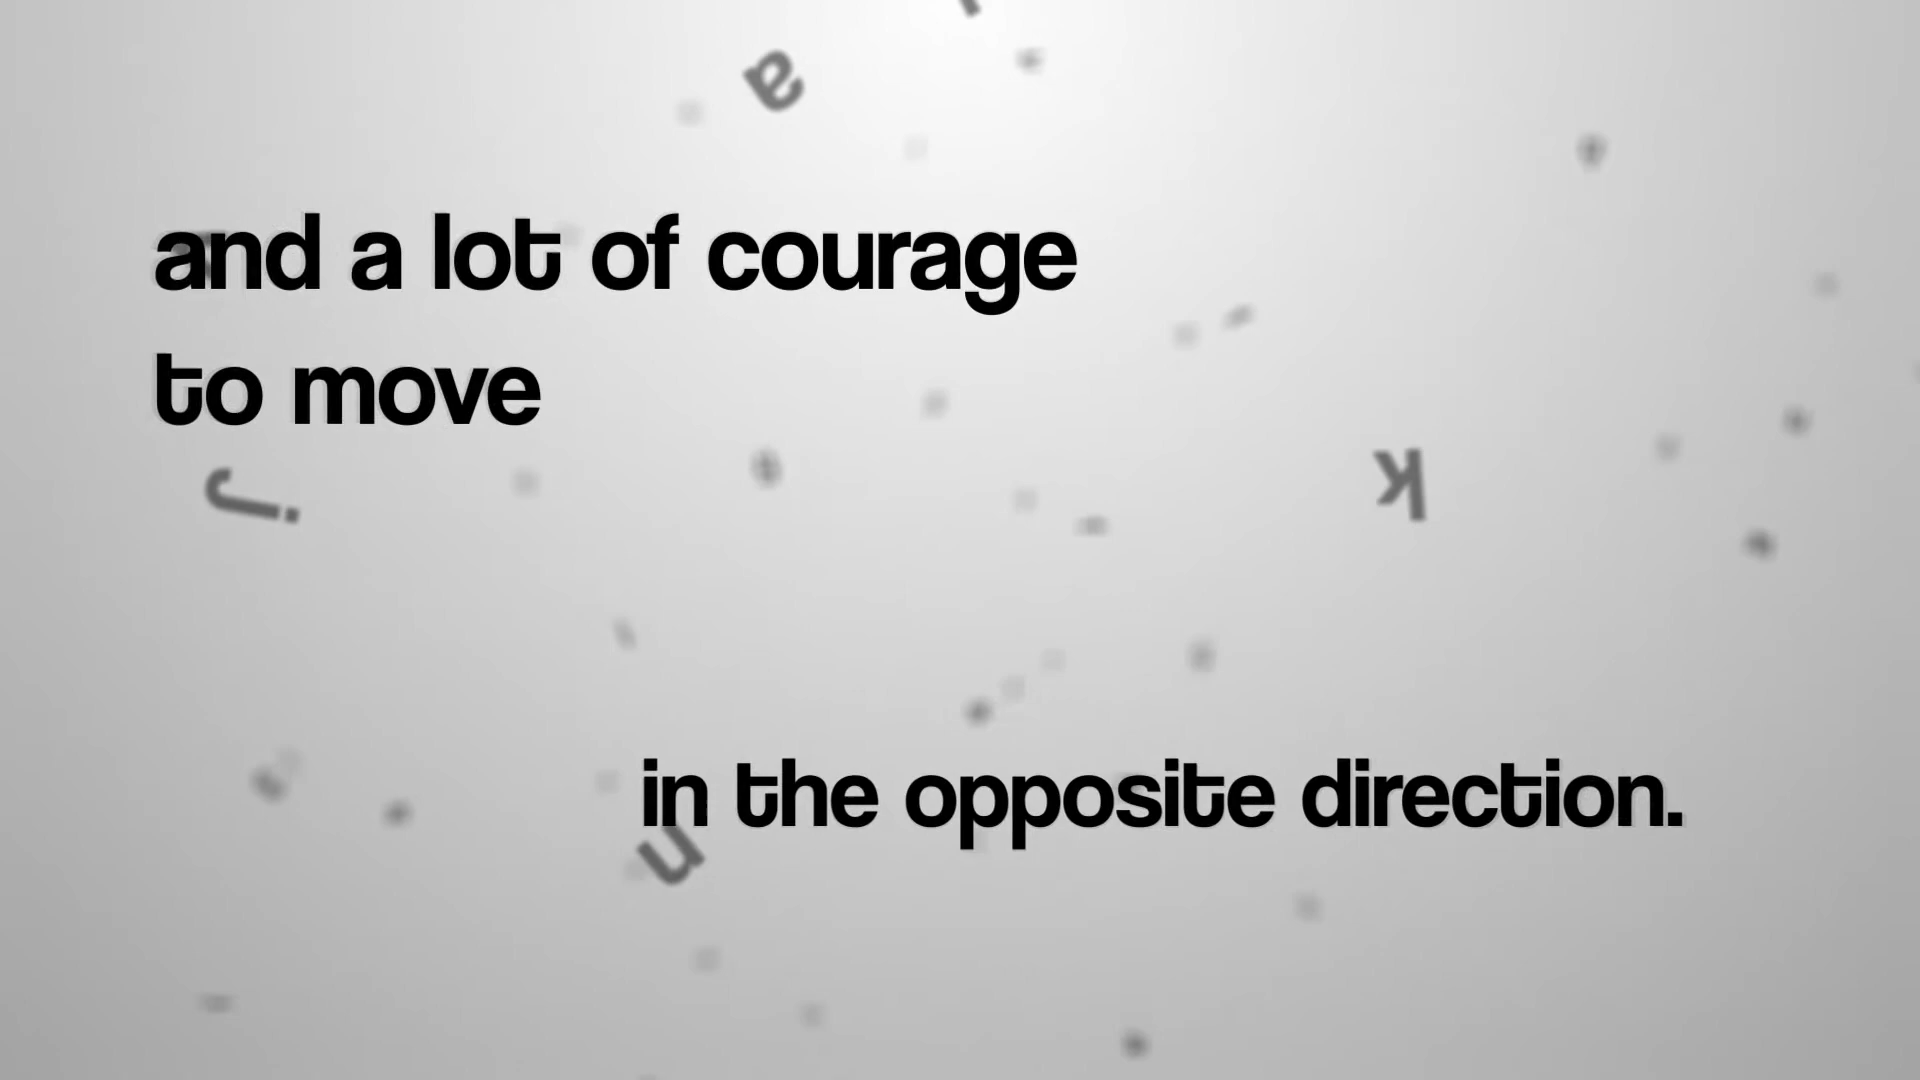 and a lot of courage
to move
in the opposite direction.